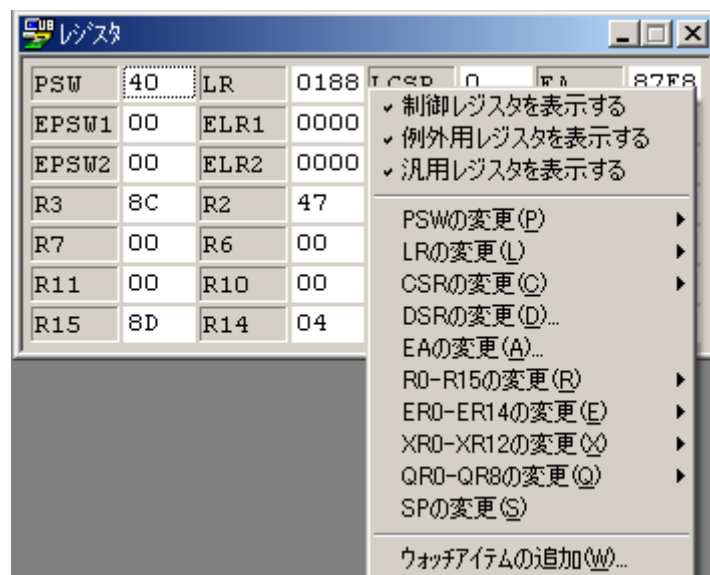 レジスタ
PSW 40 LR 0188 LCSR 0 EA 87F8
EPSW1 00 ELR1 0000
EPSW2 00 ELR2 0000
R3 8C R2 47
R7 00 R6 00
R11 00 R10 00
R15 8D R14 04
制御レジスタを表示する
例外用レジスタを表示する
汎用レジスタを表示する
PSWの変更(P)
LRの変更(L)
CSRの変更(C)
DSRの変更(D)...
EAの変更(A)...
R0-R15の変更(R)
ER0-ER14の変更(E)
XR0-XR12の変更(X)
QR0-QR8の変更(Q)
SPの変更(S)
ウォッチアイテムの追加(W)...